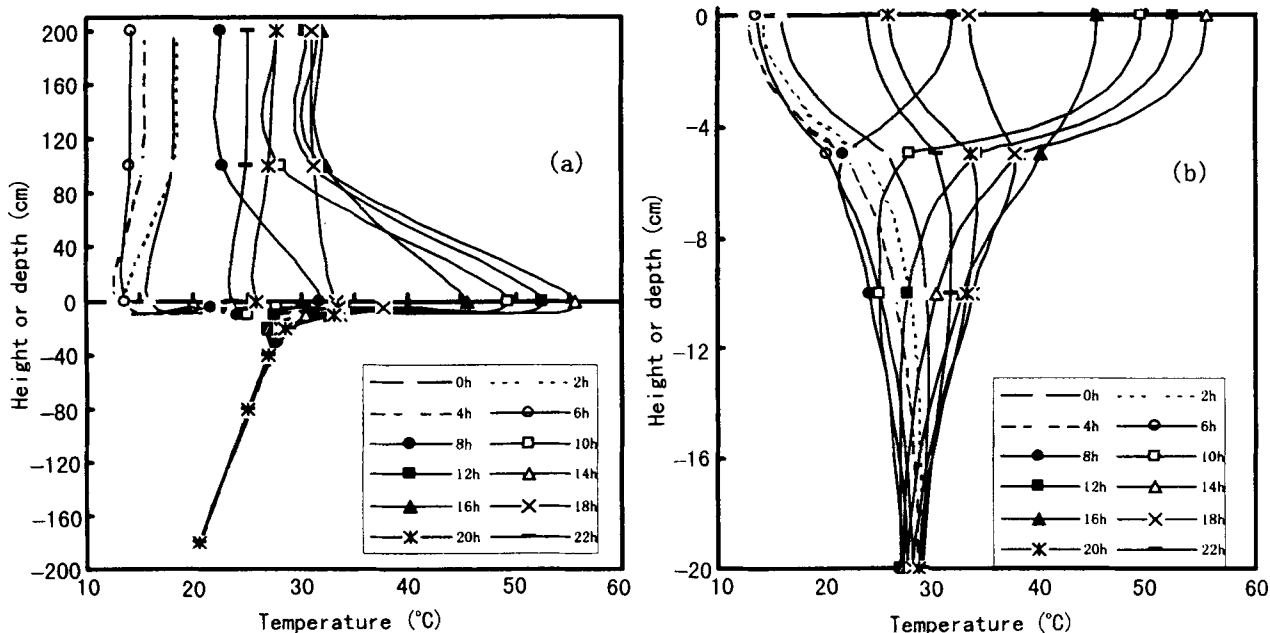 200
160
120
80
40
0
-40
-80
-120
-160
-200
Height or depth (cm)
(a)
0h 2h
4h 6h
8h 10h
12h 14h
16h 18h
20h 22h
10 20 30 40 50 60
Temperature (°C)
0
-4
-8
-12
-16
-20
Height or depth (cm)
(b)
0h 2h
4h 6h
8h 10h
12h 14h
16h 18h
20h 22h
10 20 30 40 50 60
Temperature (°C)